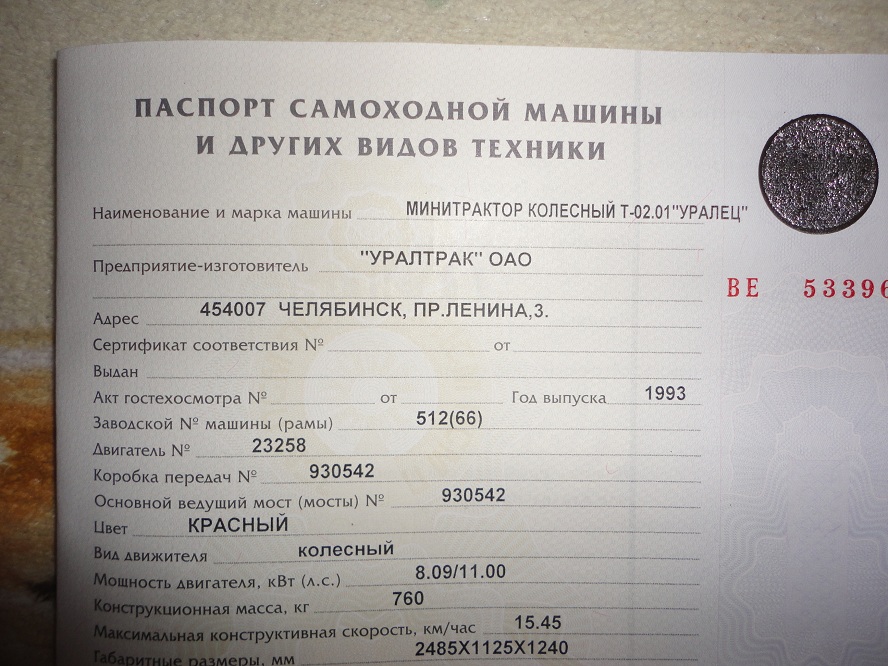 ПАСПОРТ САМОХОДНОЙ МАШИНЫ
И ДРУГИХ ВИДОВ ТЕХНИКИ
Наименование и марка машины МИНИТРАКТОР КОЛЕСНЫЙ Т-02.01"УРАЛЕЦ"
Предприятие-изготовитель "УРАЛТРАК" ОАО
ВЕ 53396
Адрес 454007 ЧЕЛЯБИНСК, ПР.ЛЕНИНА,3.
Сертификат соответствия № от
Выдан
Акт гостехосмотра № от Год выпуска 1993
Заводской № машины (рамы) 512(66)
Двигатель № 23258
Коробка передач № 930542
Основной ведущий мост (мосты) № 930542
Цвет КРАСНЫЙ
Вид движителя колесный
Мощность двигателя, кВт (л.с.) 8.09/11.00
Конструкционная масса, кг 760
Максимальная конструктивная скорость, км/час 15.45
Габаритные размеры, мм 2485Х1125Х1240